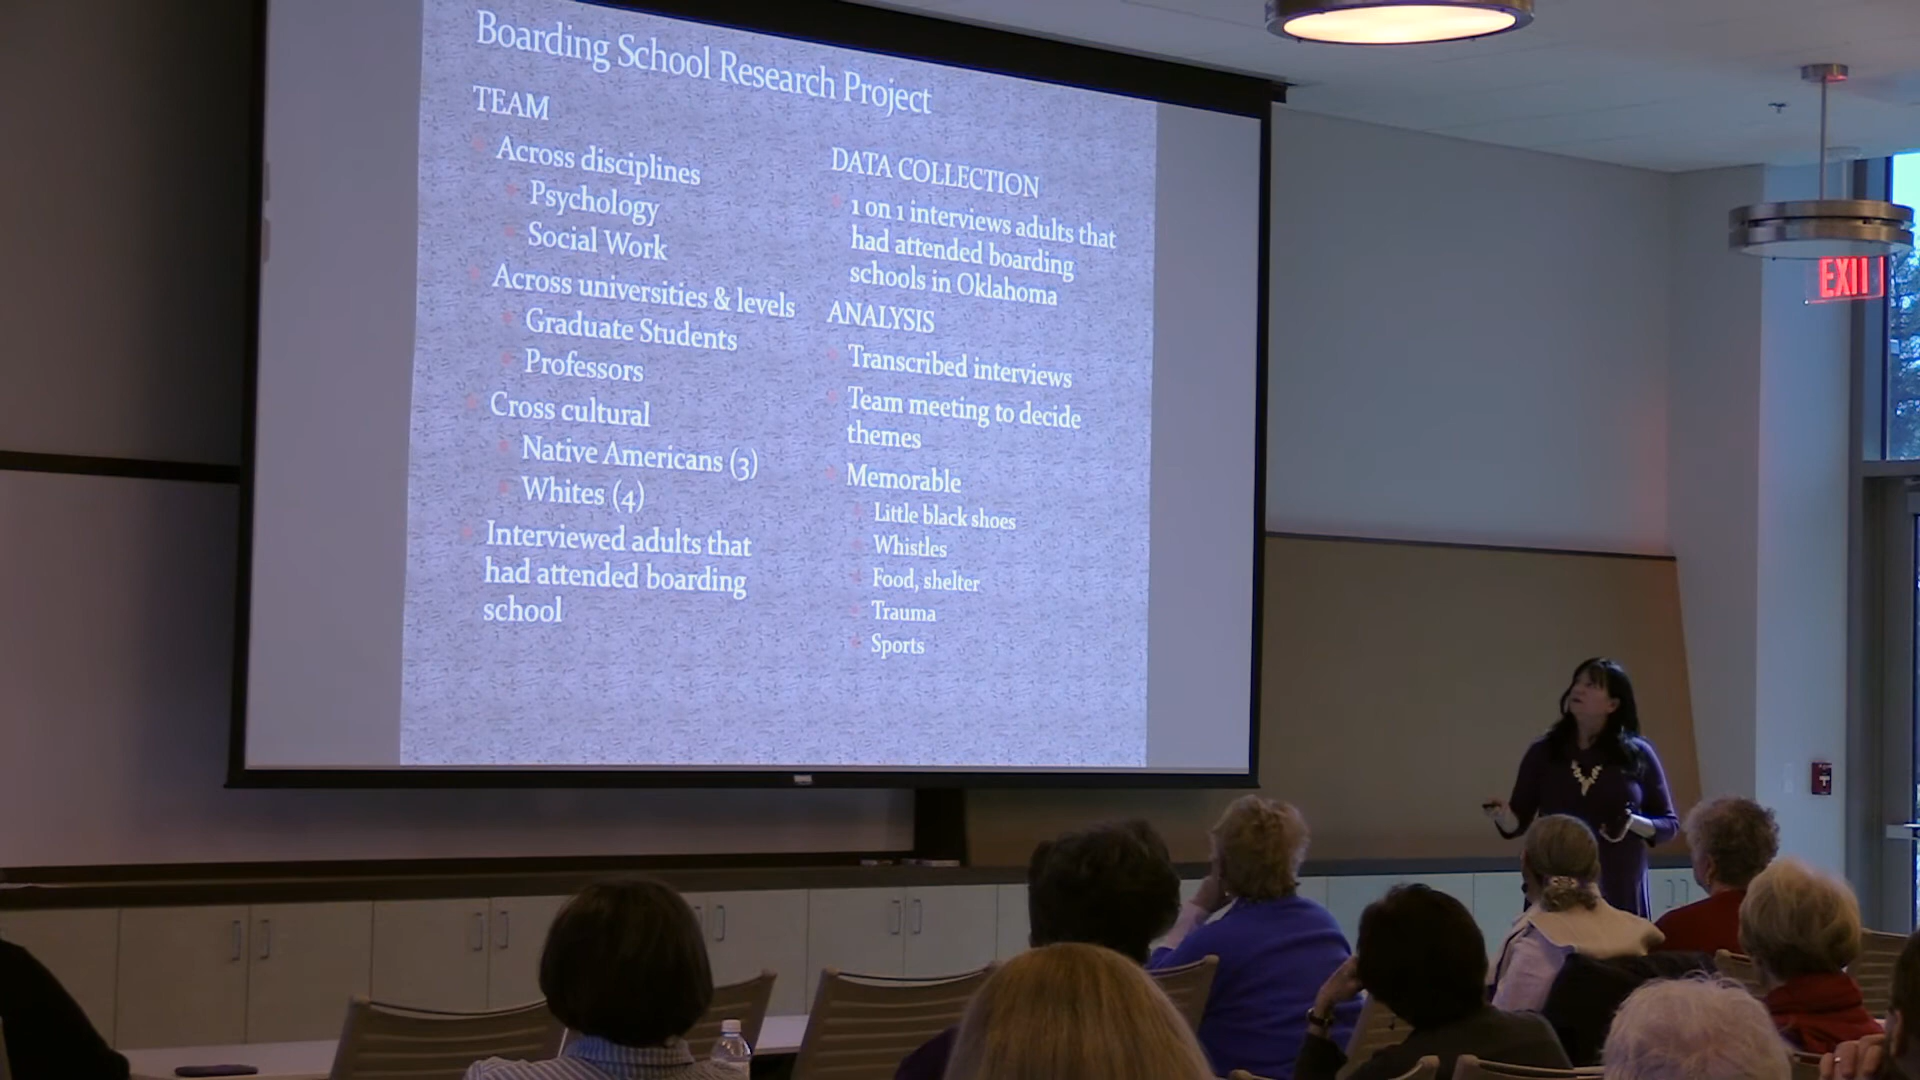 Boarding School Research Project
TEAM
Across disciplines
Psychology
Social Work
Across universities & levels
Graduate Students
Professors
Cross cultural
Native Americans (3)
Whites (4)
Interviewed adults that
had attended boarding
school
DATA COLLECTION
1 on 1 interviews adults that
had attended boarding
schools in Oklahoma
ANALYSIS
Transcribed interviews
Team meeting to decide
themes
Memorable
Little black shoes
Whistles
Food, shelter
Trauma
Sports
EXIT